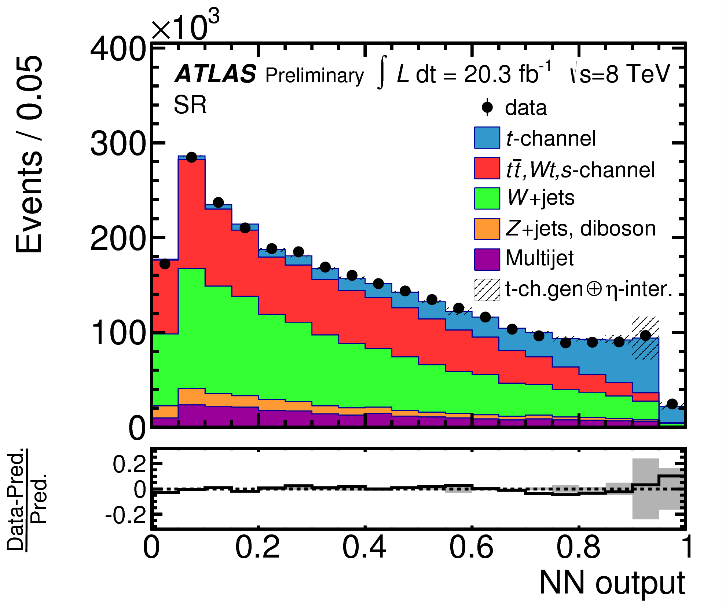 ×10³
400
300
200
100
0
Events / 0.05
ATLAS Preliminary ∫ L dt = 20.3 fb⁻¹ √s=8 TeV
SR
data
t-channel
tt̄,Wt,s-channel
W+jets
Z+jets, diboson
Multijet
t-ch.gen⊕η-inter.
Data-Pred.
Pred.
0.2
0
-0.2
0 0.2 0.4 0.6 0.8 1
NN output